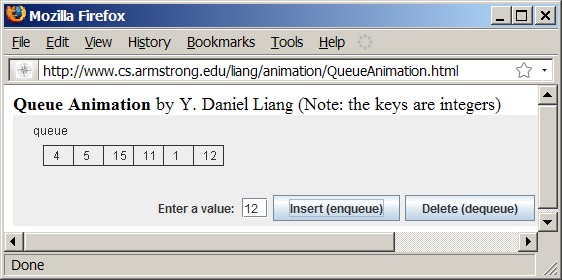 Mozilla Firefox
File Edit View History Bookmarks Tools Help
http://www.cs.armstrong.edu/liang/animation/QueueAnimation.html
Queue Animation by Y. Daniel Liang (Note: the keys are integers)
queue
4 5 15 11 1 12
Enter a value: 12 Insert (enqueue) Delete (dequeue)
Done